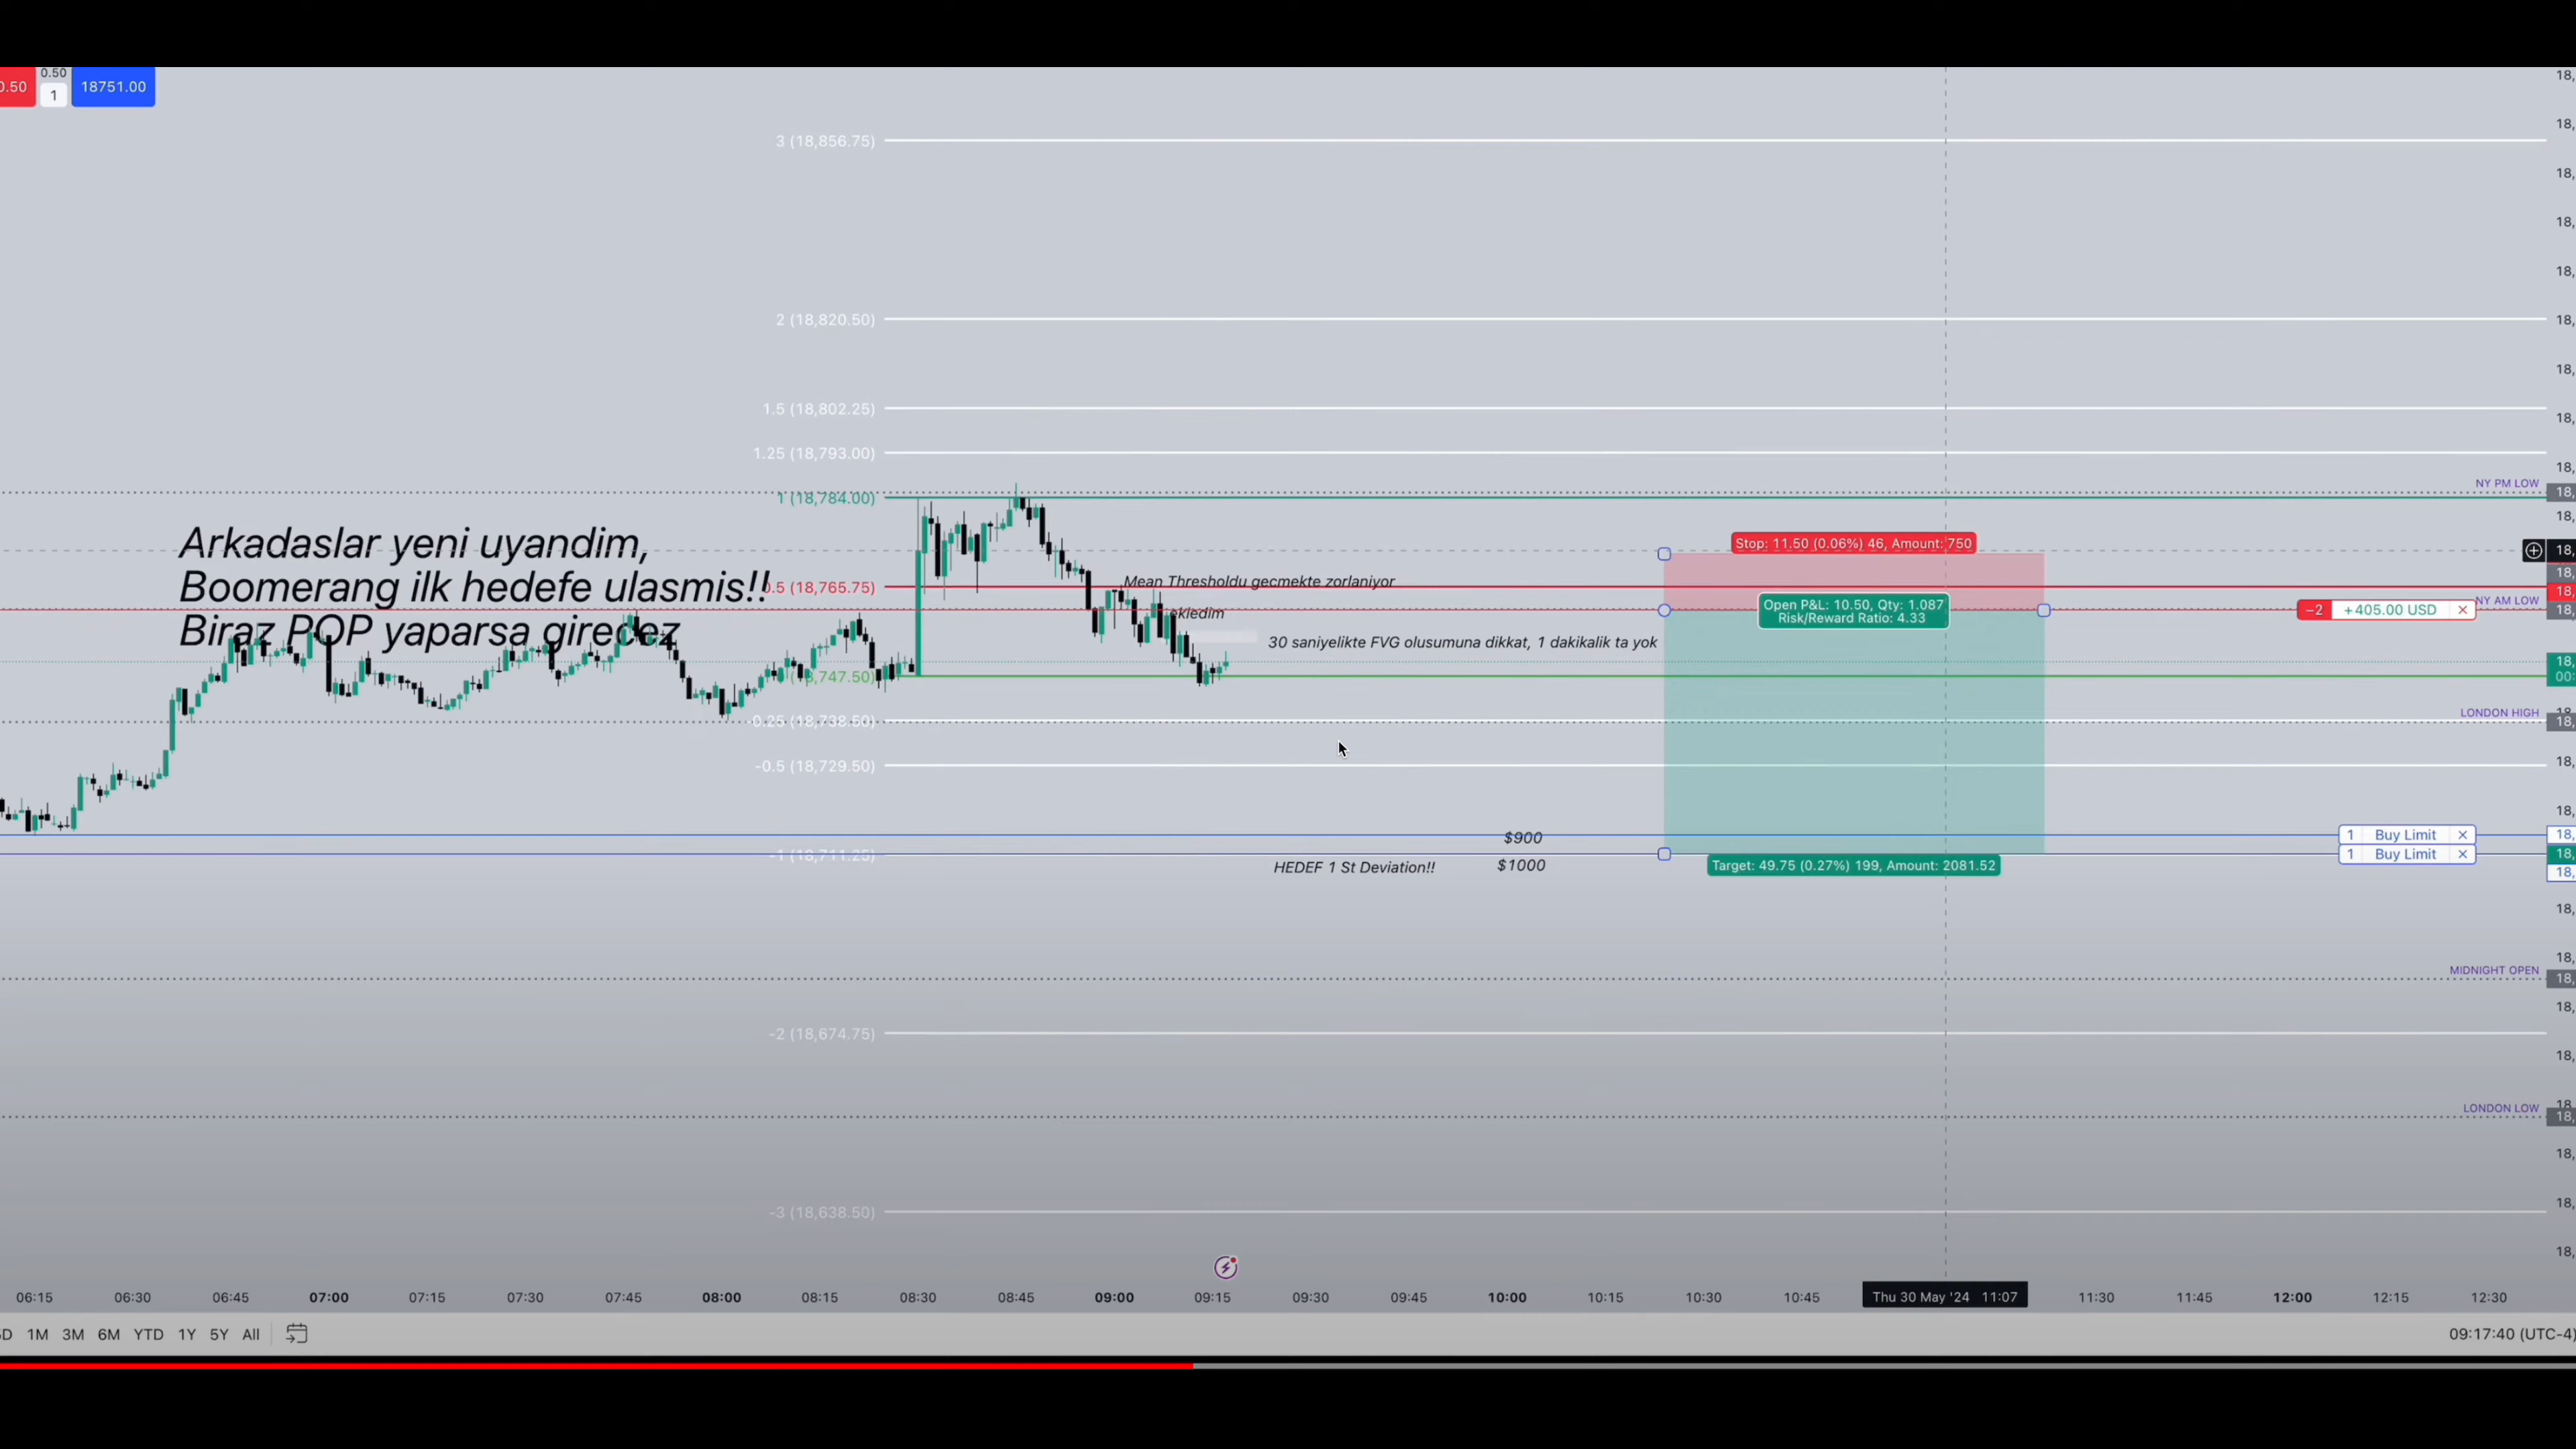 0.50
.50
1
18751.00
3 (18,856.75)
2 (18,820.50)
1.5 (18,802.25)
1.25 (18,793.00)
NY PM LOW
1 (18,784.00)
Arkadaslar yeni uyandim,
Boomerang ilk hedefe ulasmis!!
Biraz POP yaparsa girecez
Stop: 11.50 (0.06%) 46, Amount: 750
0.5 (18,765.75)
Mean Thresholdu gecmekte zorlaniyor
ekledim
NY AM LOW
Open P&L: 10.50, Qty: 1.087
Risk/Reward Ratio: 4.33
−2 +405.00 USD ×
30 saniyelikte FVG olusumuna dikkat, 1 dakikalik ta yok
LONDON HIGH
-0.25 (18,738.50)
-0.5 (18,729.50)
$900
1 Buy Limit ×
-1 (18,711.25)
1 Buy Limit ×
HEDEF 1 St Deviation!!
$1000
Target: 49.75 (0.27%) 199, Amount: 2081.52
MIDNIGHT OPEN
-2 (18,674.75)
LONDON LOW
-3 (18,638.50)
06:15 06:30 06:45 07:00 07:15 07:30 07:45 08:00 08:15 08:30 08:45 09:00 09:15 09:30 09:45 10:00 10:15 10:30 10:45 Thu 30 May '24 11:07 11:30 11:45 12:00 12:15 12:30
1M 3M 6M YTD 1Y 5Y All
09:17:40 (UTC-4)